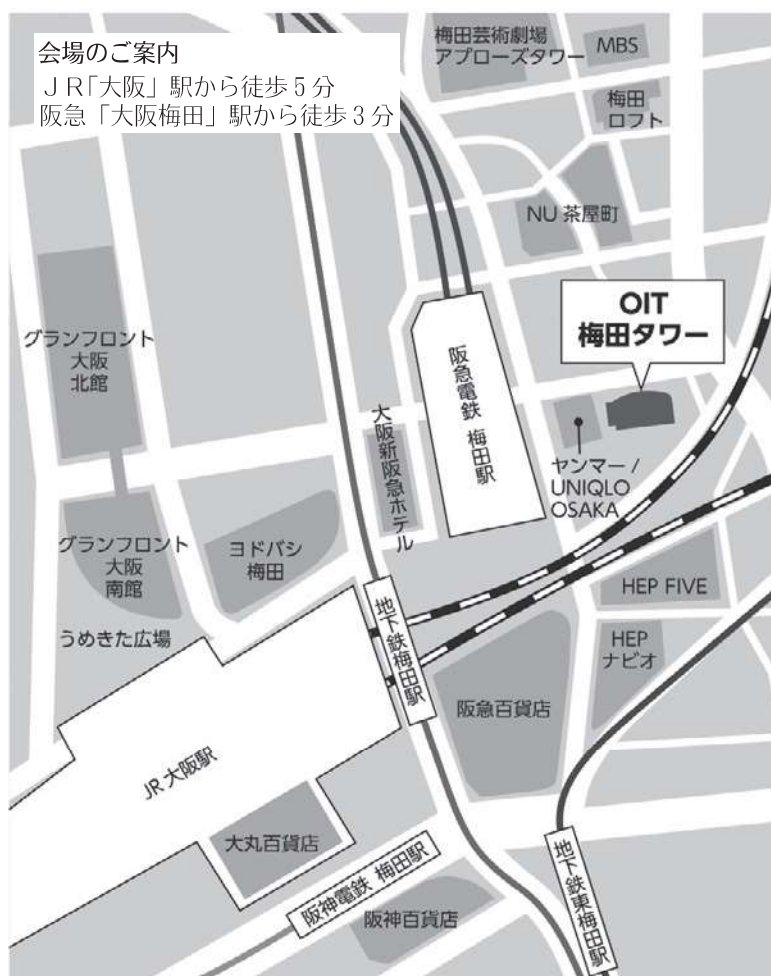 会場のご案内
ＪＲ「大阪」駅から徒歩５分
阪急「大阪梅田」駅から徒歩３分
梅田芸術劇場
アプローズタワー
MBS
梅田
ロフト
NU 茶屋町
OIT
梅田タワー
グランフロント
大阪
北館
阪急電鉄 梅田駅
大阪新阪急ホテル
ヤンマー /
UNIQLO
OSAKA
グランフロント
大阪
南館
ヨドバシ
梅田
HEP FIVE
うめきた広場
地下鉄梅田駅
HEP
ナビオ
阪急百貨店
JR 大阪駅
大丸百貨店
阪神電鉄 梅田駅
阪神百貨店
地下鉄東梅田駅